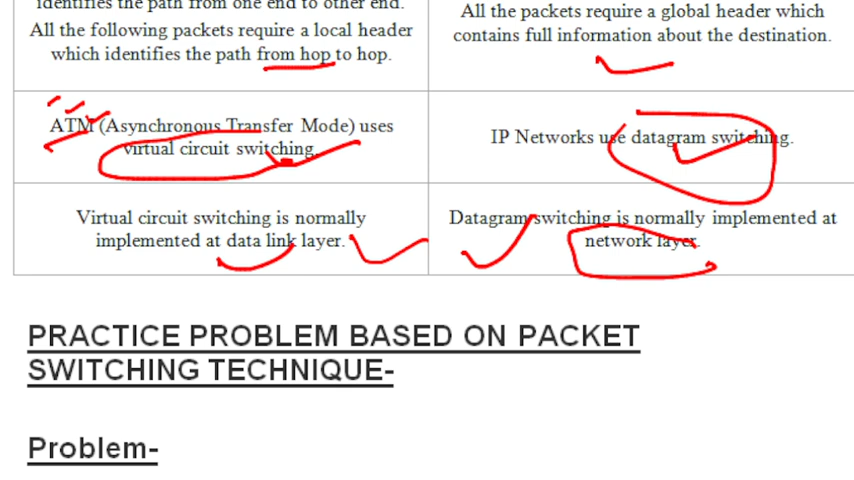 identifies the path from one end to other end.
All the following packets require a local header
which identifies the path from hop to hop.
All the packets require a global header which
contains full information about the destination.
ATM (Asynchronous Transfer Mode) uses
virtual circuit switching.
IP Networks use datagram switching.
Virtual circuit switching is normally
implemented at data link layer.
Datagram switching is normally implemented at
network layer.
PRACTICE PROBLEM BASED ON PACKET
SWITCHING TECHNIQUE-
Problem-